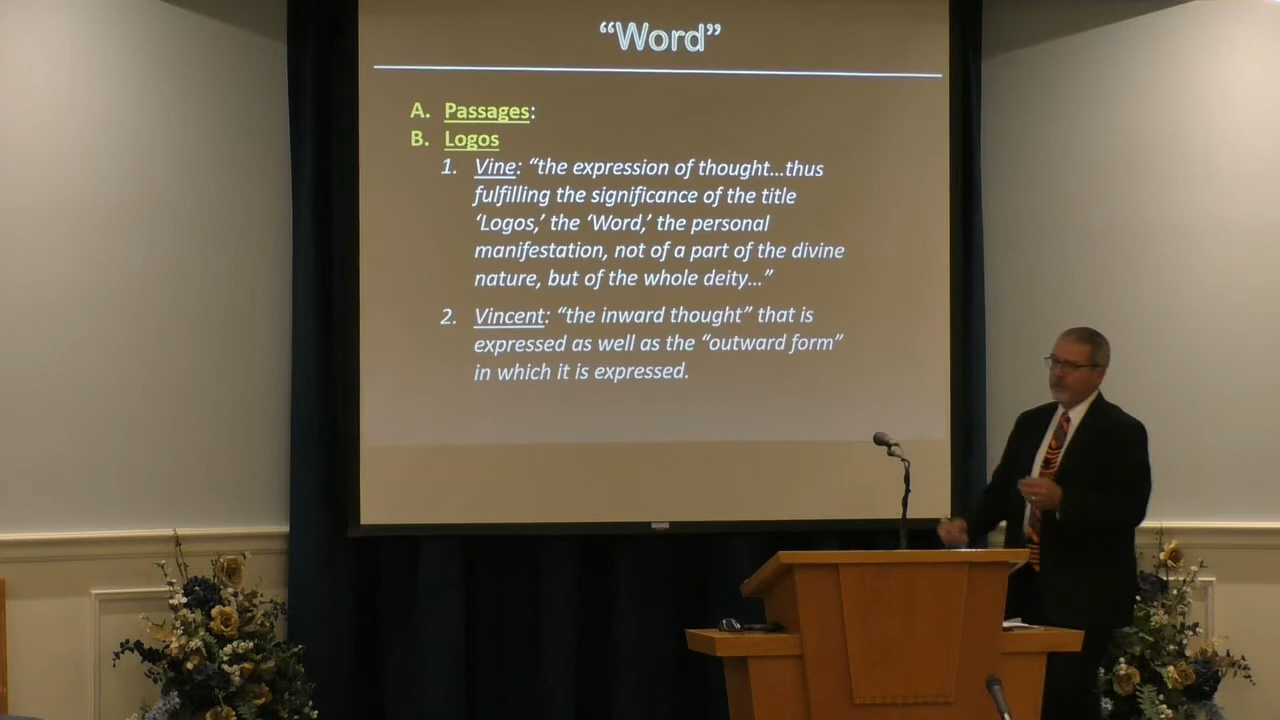 “Word”
A. Passages:
B. Logos
1. Vine: “the expression of thought...thus
fulfilling the significance of the title
‘Logos,’ the ‘Word,’ the personal
manifestation, not of a part of the divine
nature, but of the whole deity...”
2. Vincent: “the inward thought” that is
expressed as well as the “outward form”
in which it is expressed.